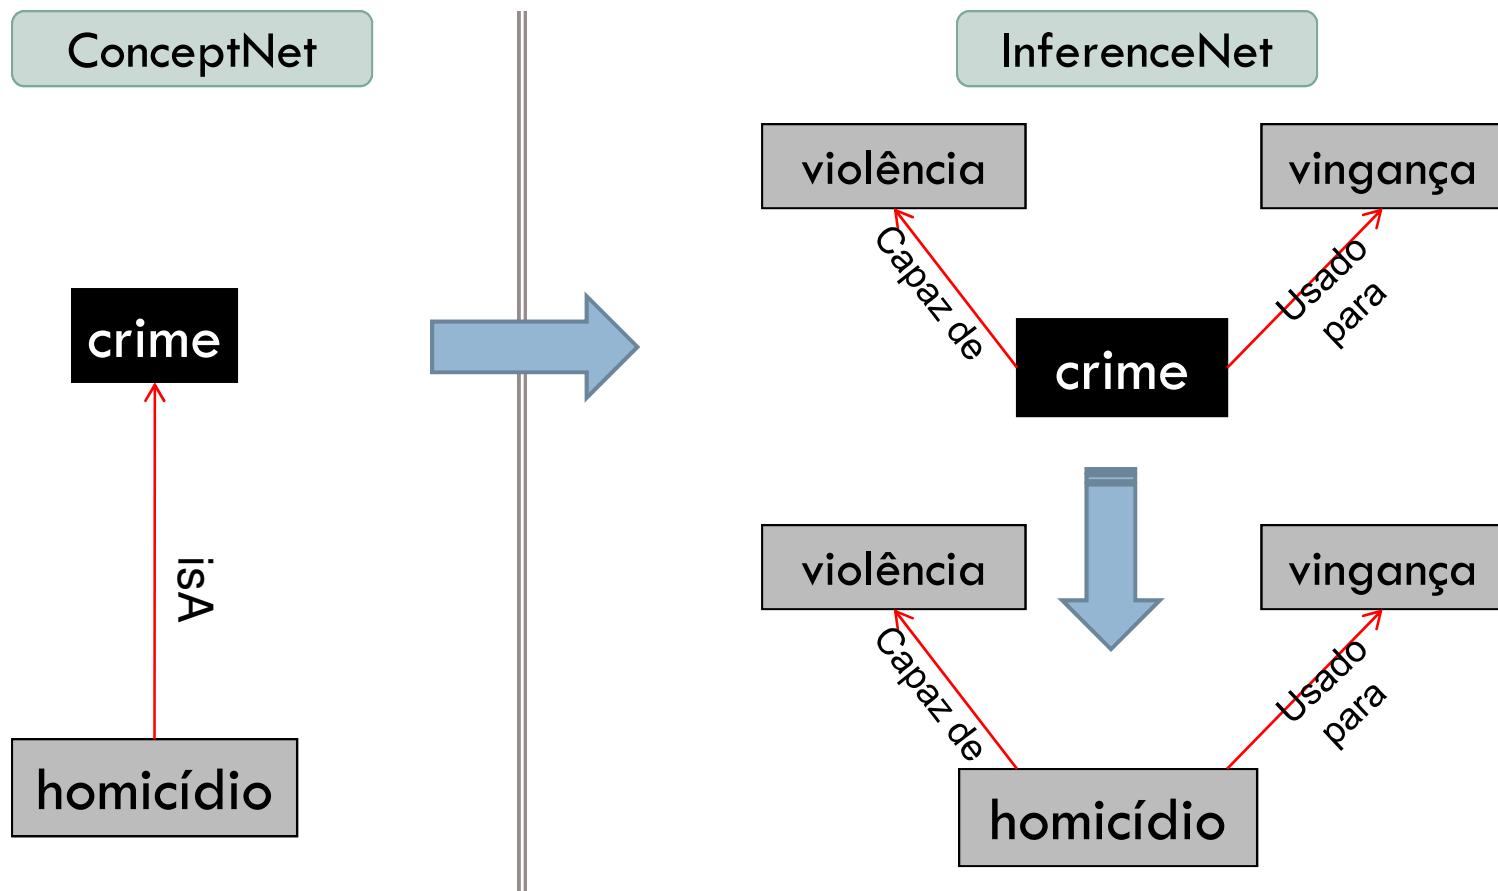 ConceptNet
crime
isA
homicídio
InferenceNet
violência
vingança
Capaz de
Usado
para
crime
violência
vingança
Capaz de
Usado
para
homicídio